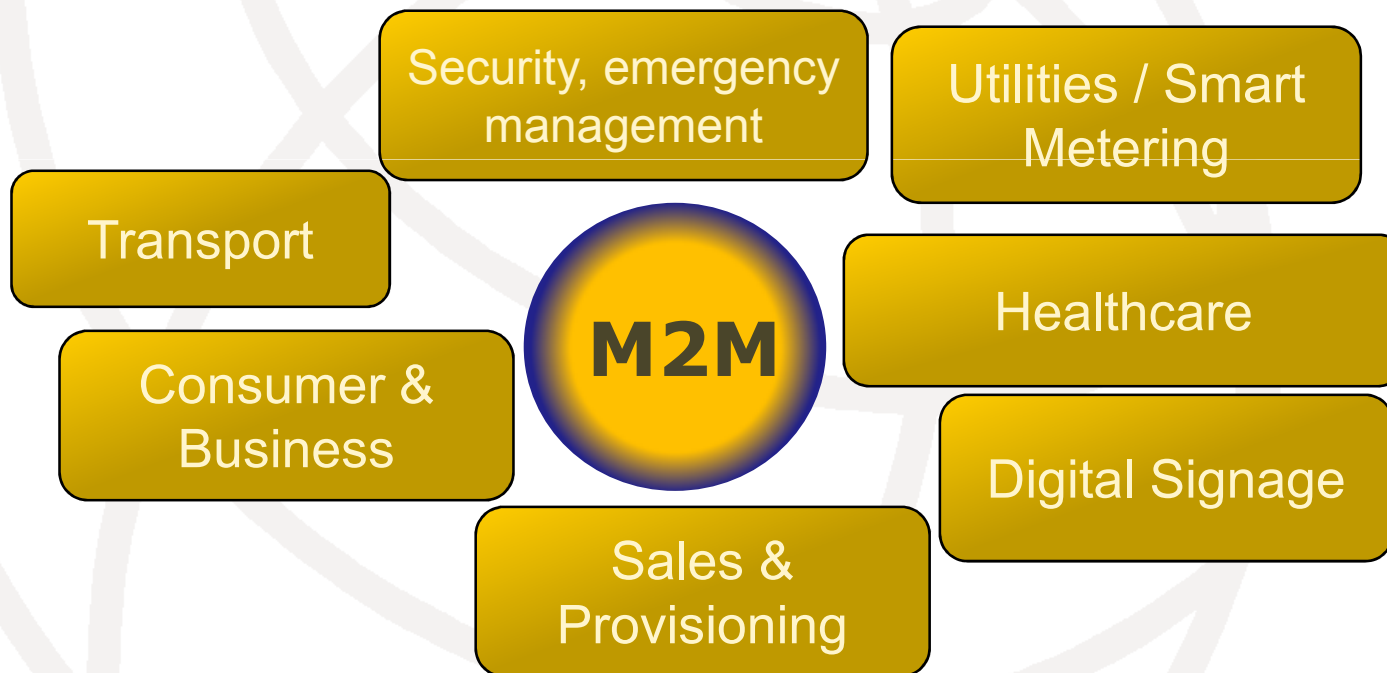 Security, emergency
management
Utilities / Smart
Metering
Transport
M2M
Healthcare
Consumer &
Business
Digital Signage
Sales &
Provisioning